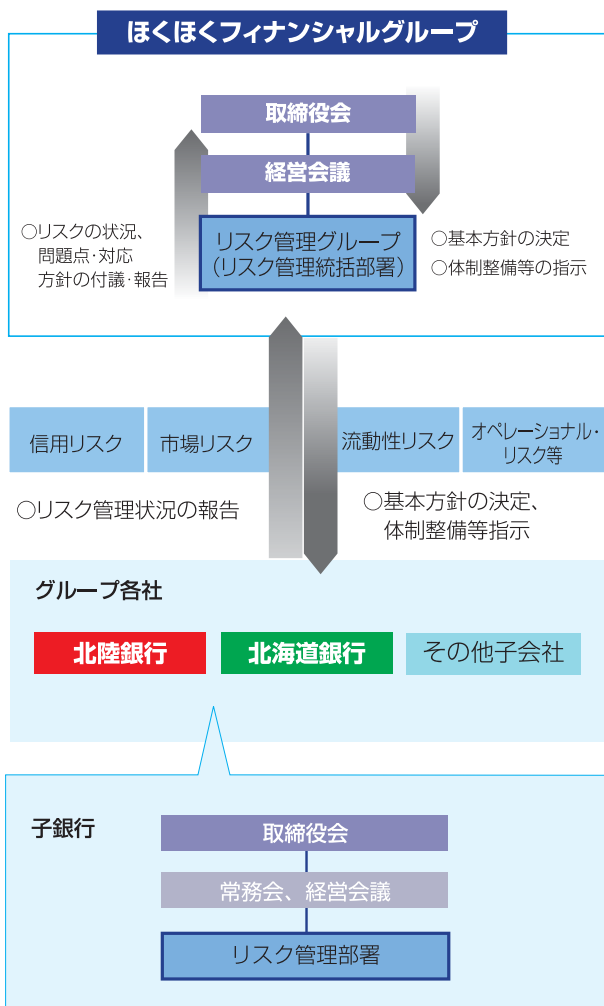 ほくほくフィナンシャルグループ
取締役会
経営会議
リスク管理グループ
（リスク管理統括部署）
○リスクの状況、
問題点・対応
方針の付議・報告
○基本方針の決定
○体制整備等の指示
信用リスク
市場リスク
流動性リスク
オペレーショナル・
リスク等
○リスク管理状況の報告
○基本方針の決定、
体制整備等指示
グループ各社
北陸銀行
北海道銀行
その他子会社
子銀行
取締役会
常務会、経営会議
リスク管理部署